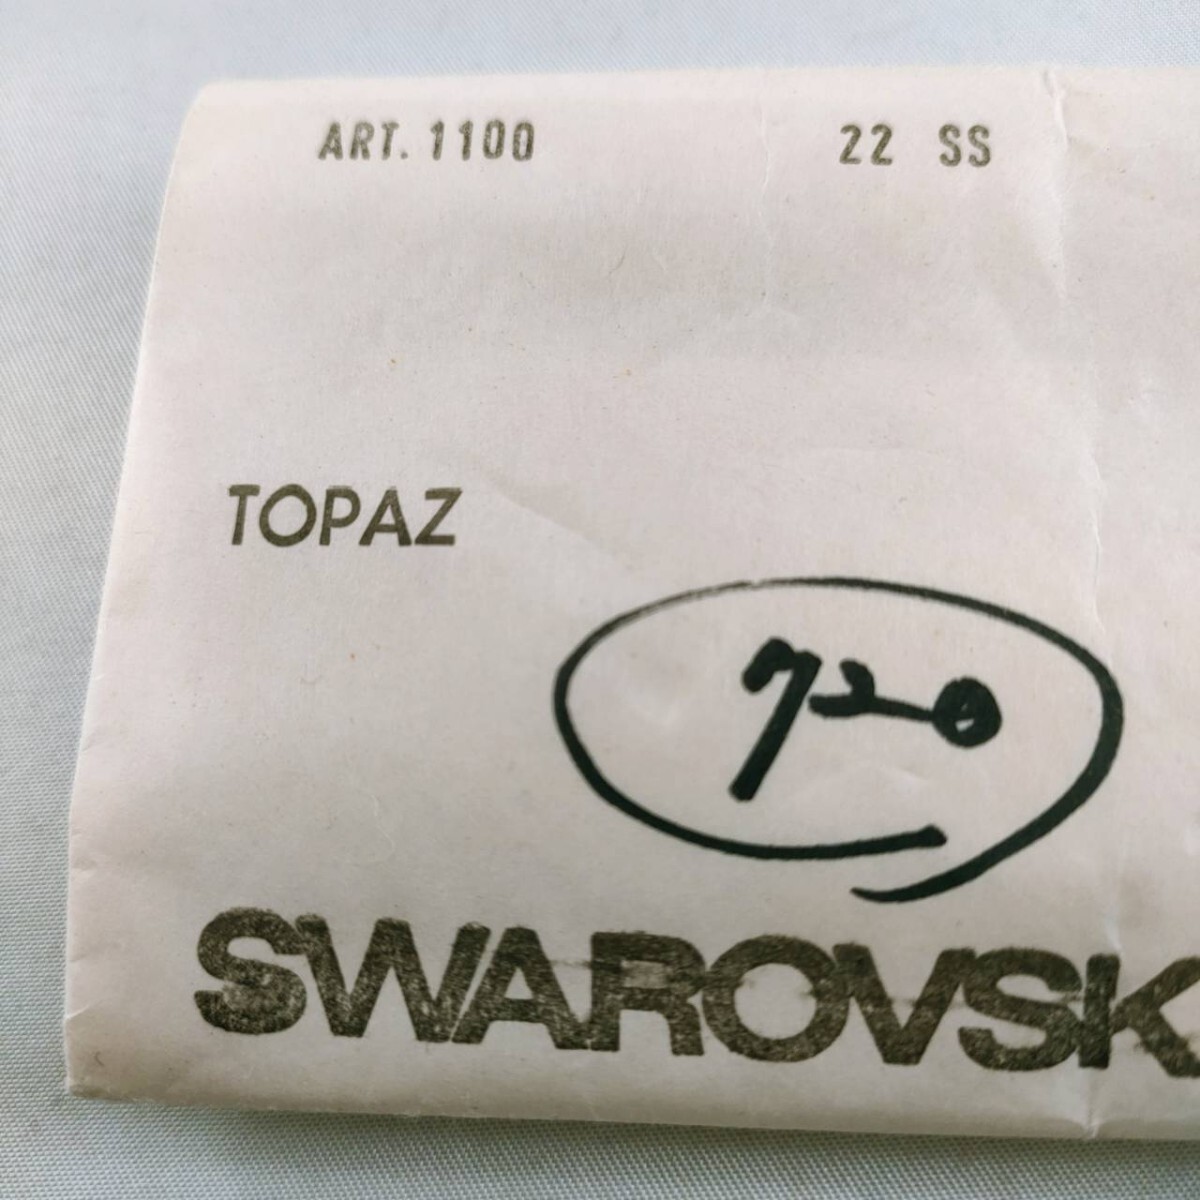 ART. 1100 22 SS
TOPAZ
720
SWAROVSK